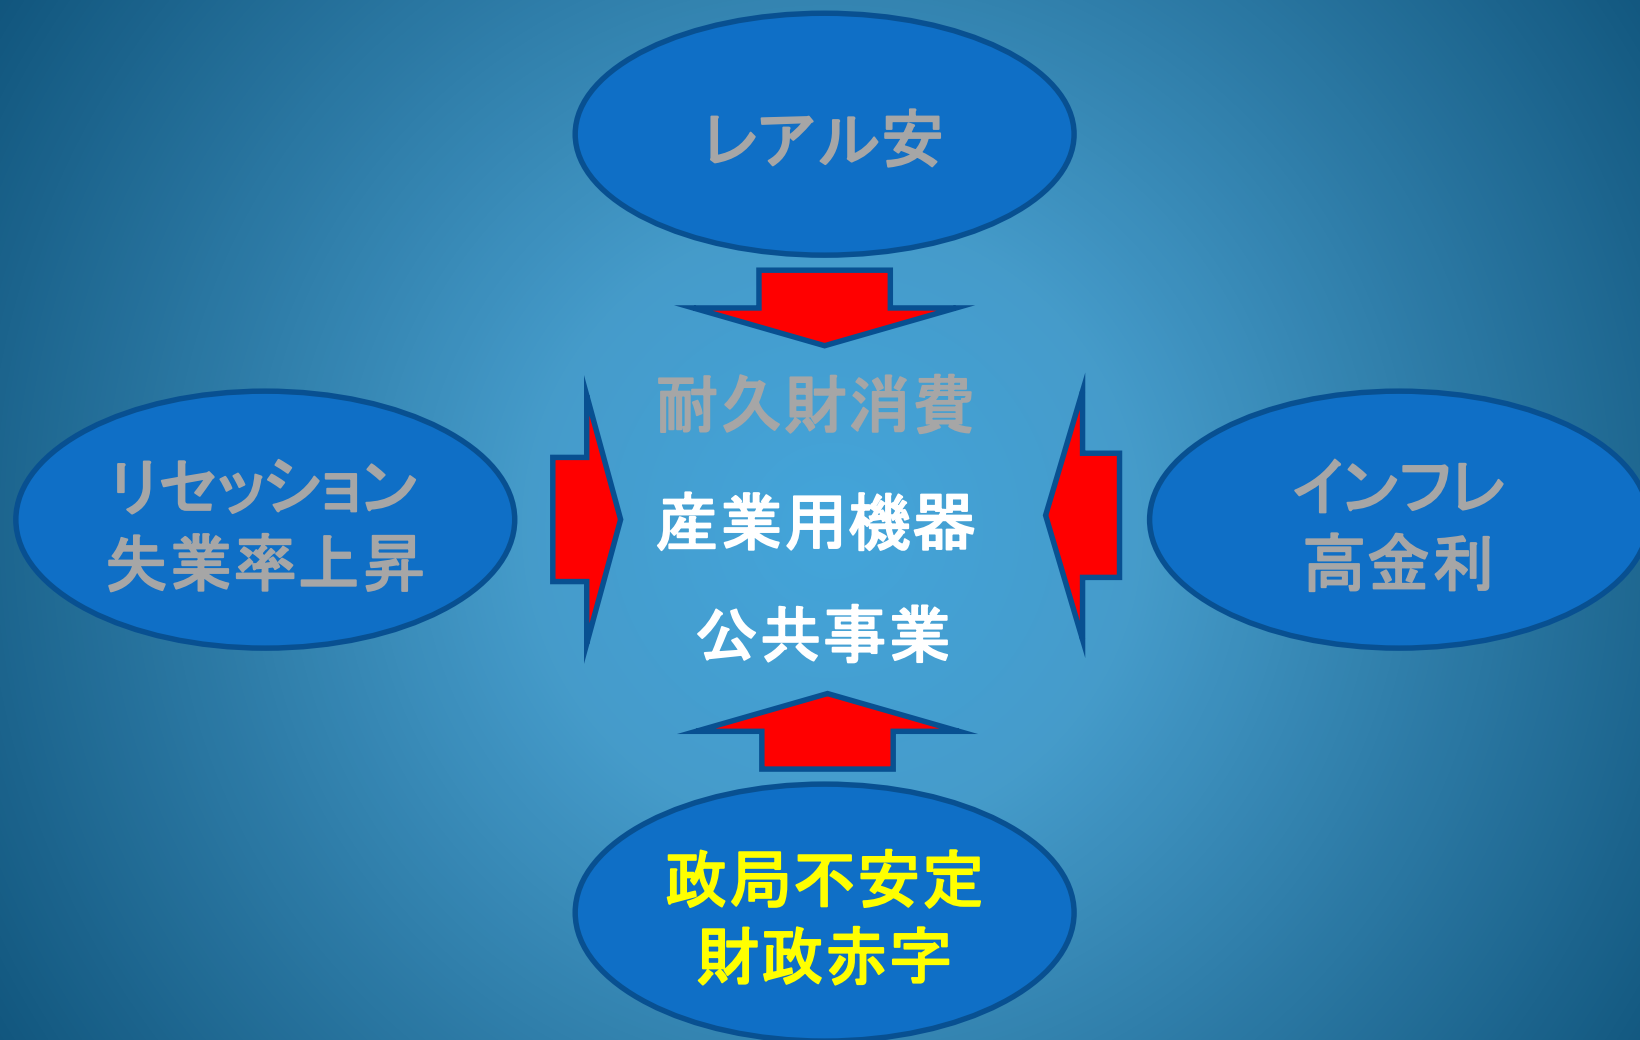 レアル安
耐久財消費
リセッション
失業率上昇
産業用機器
インフレ
高金利
公共事業
政局不安定
財政赤字